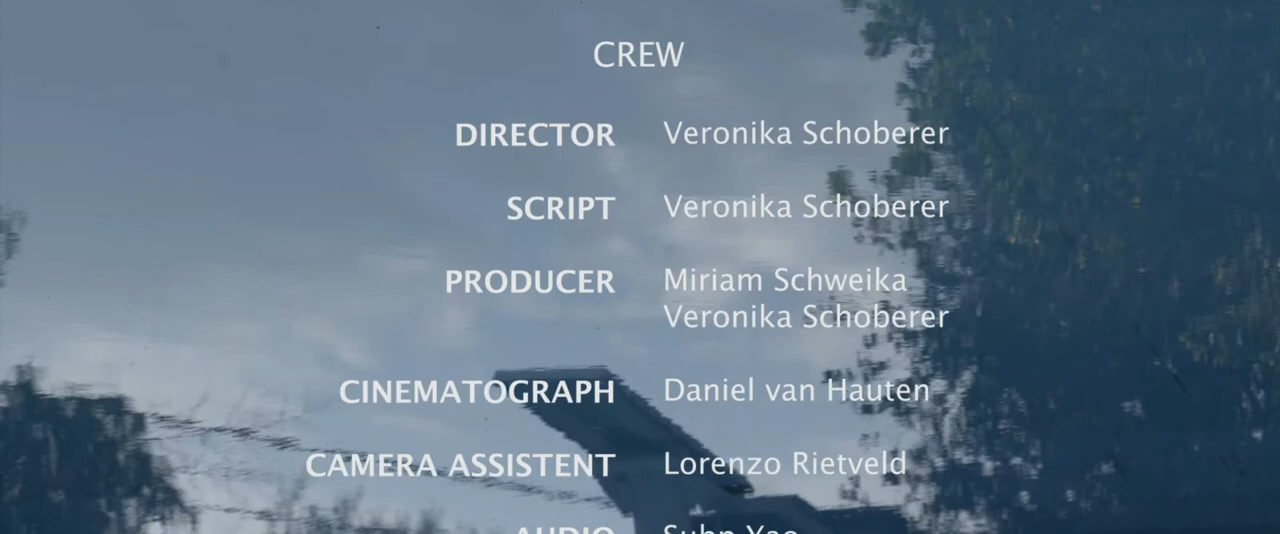 CREW
DIRECTOR Veronika Schoberer
SCRIPT Veronika Schoberer
PRODUCER Miriam Schweika
Veronika Schoberer
CINEMATOGRAPH Daniel van Hauten
CAMERA ASSISTENT Lorenzo Rietveld
AUDIO